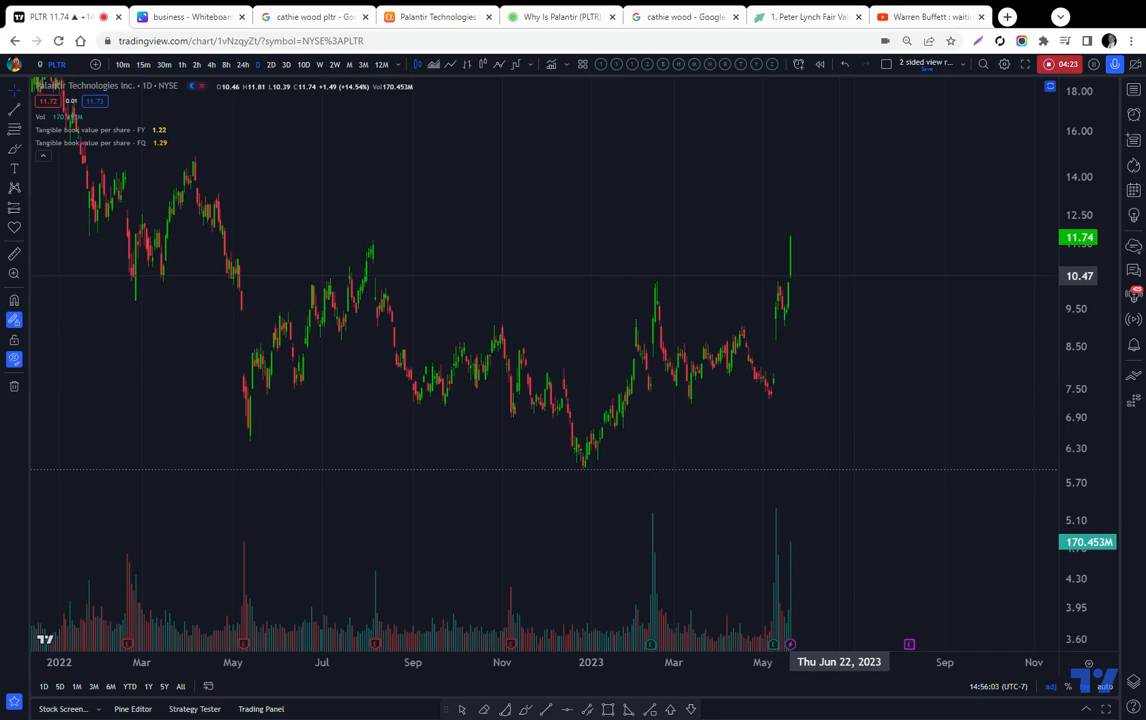 PLTR 11.74 ▲ +14
business - Whiteboard
cathie wood pltr - Go
Palantir Technologies
Why Is Palantir (PLTR)
cathie wood - Google
1. Peter Lynch Fair Val
Warren Buffett : waitin
tradingview.com/chart/1vNzqyZt/?symbol=NYSE%3APLTR
PLTR 10m 15m 30m 1h 2h 4h 8h 24h D 2D 3D 10D W 2W M 3M 12M
2 sided view r...
Save
04:23
Palantir Technologies Inc. · 1D · NYSE O10.46 H11.81 L10.39 C11.74 +1.49 (+14.54%) Vol170.453M
11.72 0.01 11.73
Vol 170.453M
Tangible book value per share - FY 1.22
Tangible book value per share - FQ 1.29
18.00
16.00
14.00
12.50
11.74
10.47
9.50
8.50
7.50
6.90
6.30
5.70
5.10
170.453M
4.30
3.95
3.60
2022 Mar May Jul Sep Nov 2023 Mar May Thu Jun 22, 2023 Sep Nov
1D 5D 1M 3M 6M YTD 1Y 5Y All
14:56:03 (UTC-7) adj % auto
Stock Screen... Pine Editor Strategy Tester Trading Panel